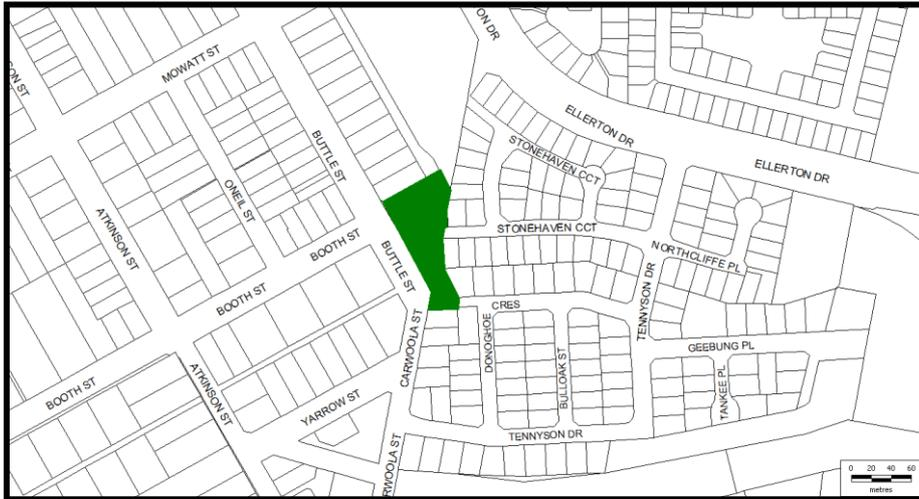 ON DR
MOWATT ST
SON ST
ELLERTON DR
STONEHAVEN CCT
ELLERTON DR
BUTTLE ST
ONEIL ST
ATKINSON ST
BOOTH ST
STONEHAVEN CCT
NORTHCLIFFE PL
BUTTLE ST
BOOTH ST
TENNYSON DR
CRES
DONOGHOE
GEEBUNG PL
CARWOOLA ST
BULLOAK ST
TANKEE PL
BOOTH ST
ATKINSON ST
YARROW ST
TENNYSON DR
RWOOLA ST
0 20 40 60
metres